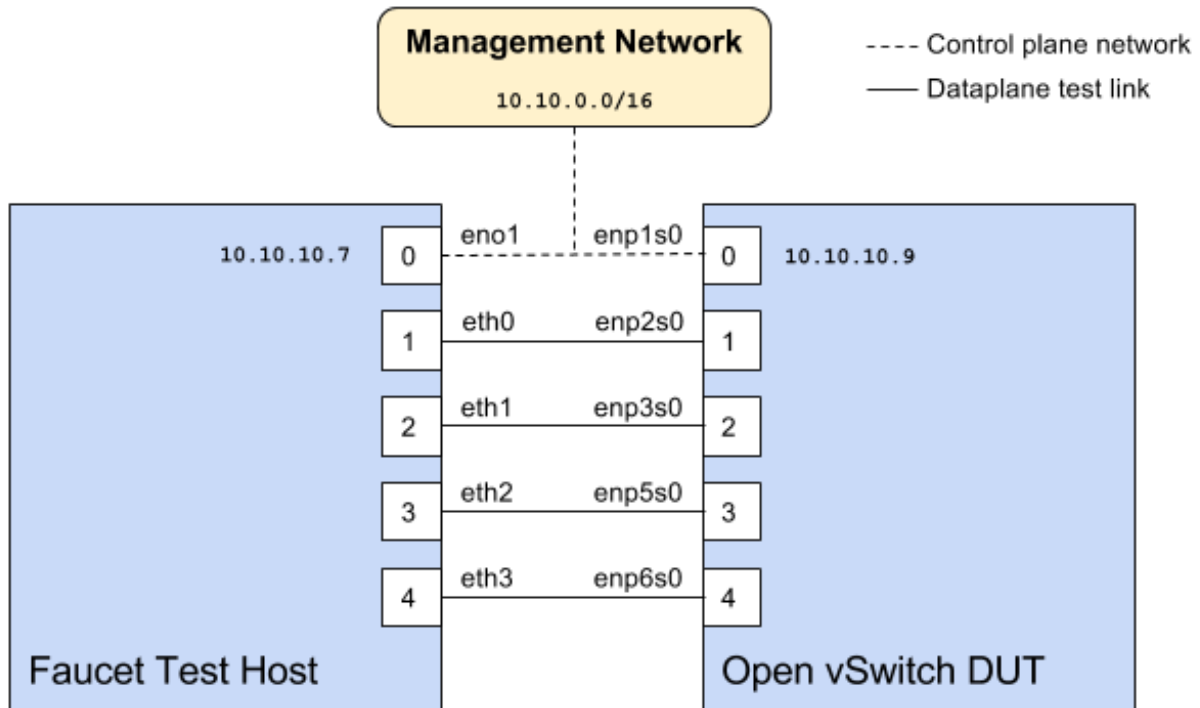 Management Network
10.10.0.0/16
Control plane network
Dataplane test link
10.10.10.7
0
eno1
enp1s0
0
10.10.10.9
1
eth0
enp2s0
1
2
eth1
enp3s0
2
3
eth2
enp5s0
3
4
eth3
enp6s0
4
Faucet Test Host
Open vSwitch DUT